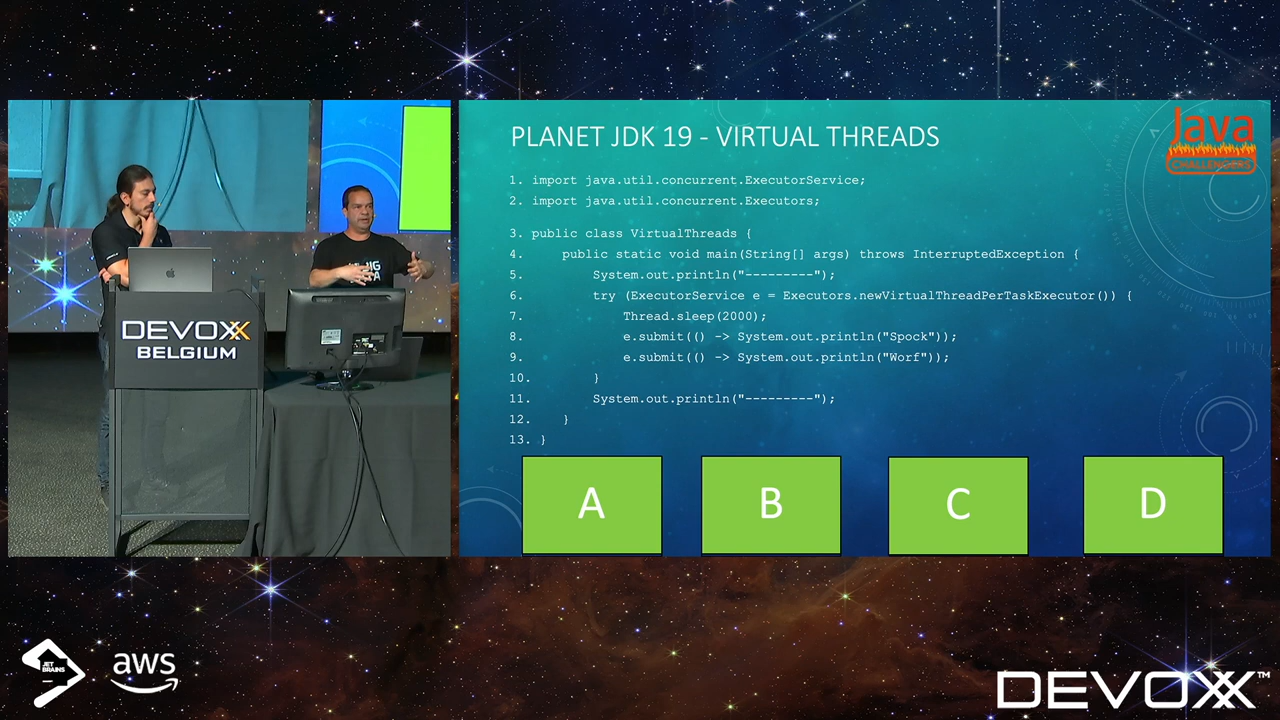 PLANET JDK 19 - VIRTUAL THREADS
Java
CHALLENGERS
1. import java.util.concurrent.ExecutorService;
2. import java.util.concurrent.Executors;
3. public class VirtualThreads {
4. public static void main(String[] args) throws InterruptedException {
5. System.out.println("---------");
6. try (ExecutorService e = Executors.newVirtualThreadPerTaskExecutor()) {
7. Thread.sleep(2000);
8. e.submit(() -> System.out.println("Spock"));
9. e.submit(() -> System.out.println("Worf"));
10. }
11. System.out.println("---------");
12. }
13. }
A B C D
DEVOXX
BELGIUM
JET
BRAINS
aws
DEVOXX™